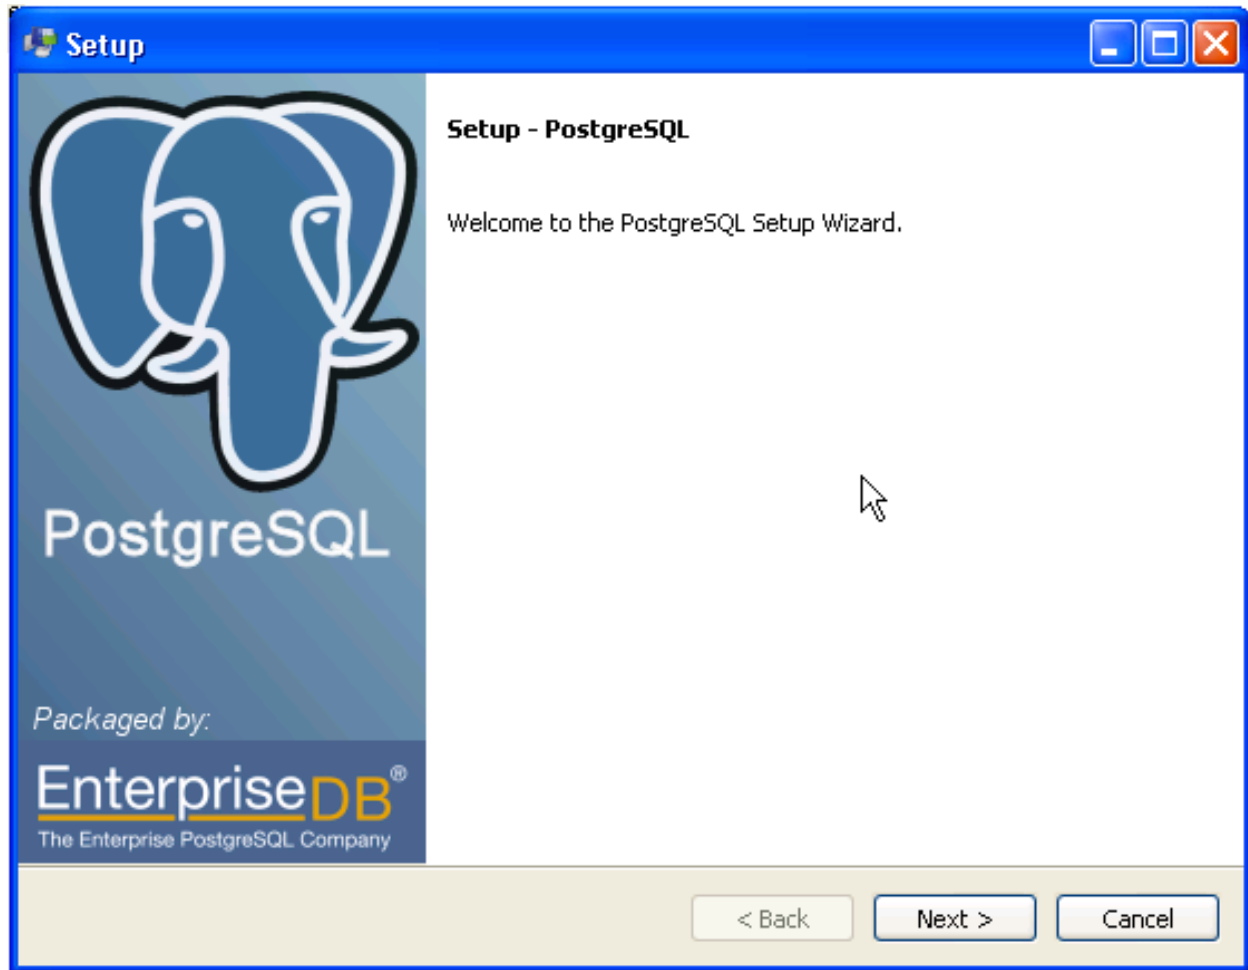 Setup
Setup - PostgreSQL
Welcome to the PostgreSQL Setup Wizard.
PostgreSQL
Packaged by:
EnterpriseDB®
The Enterprise PostgreSQL Company
< Back
Next >
Cancel